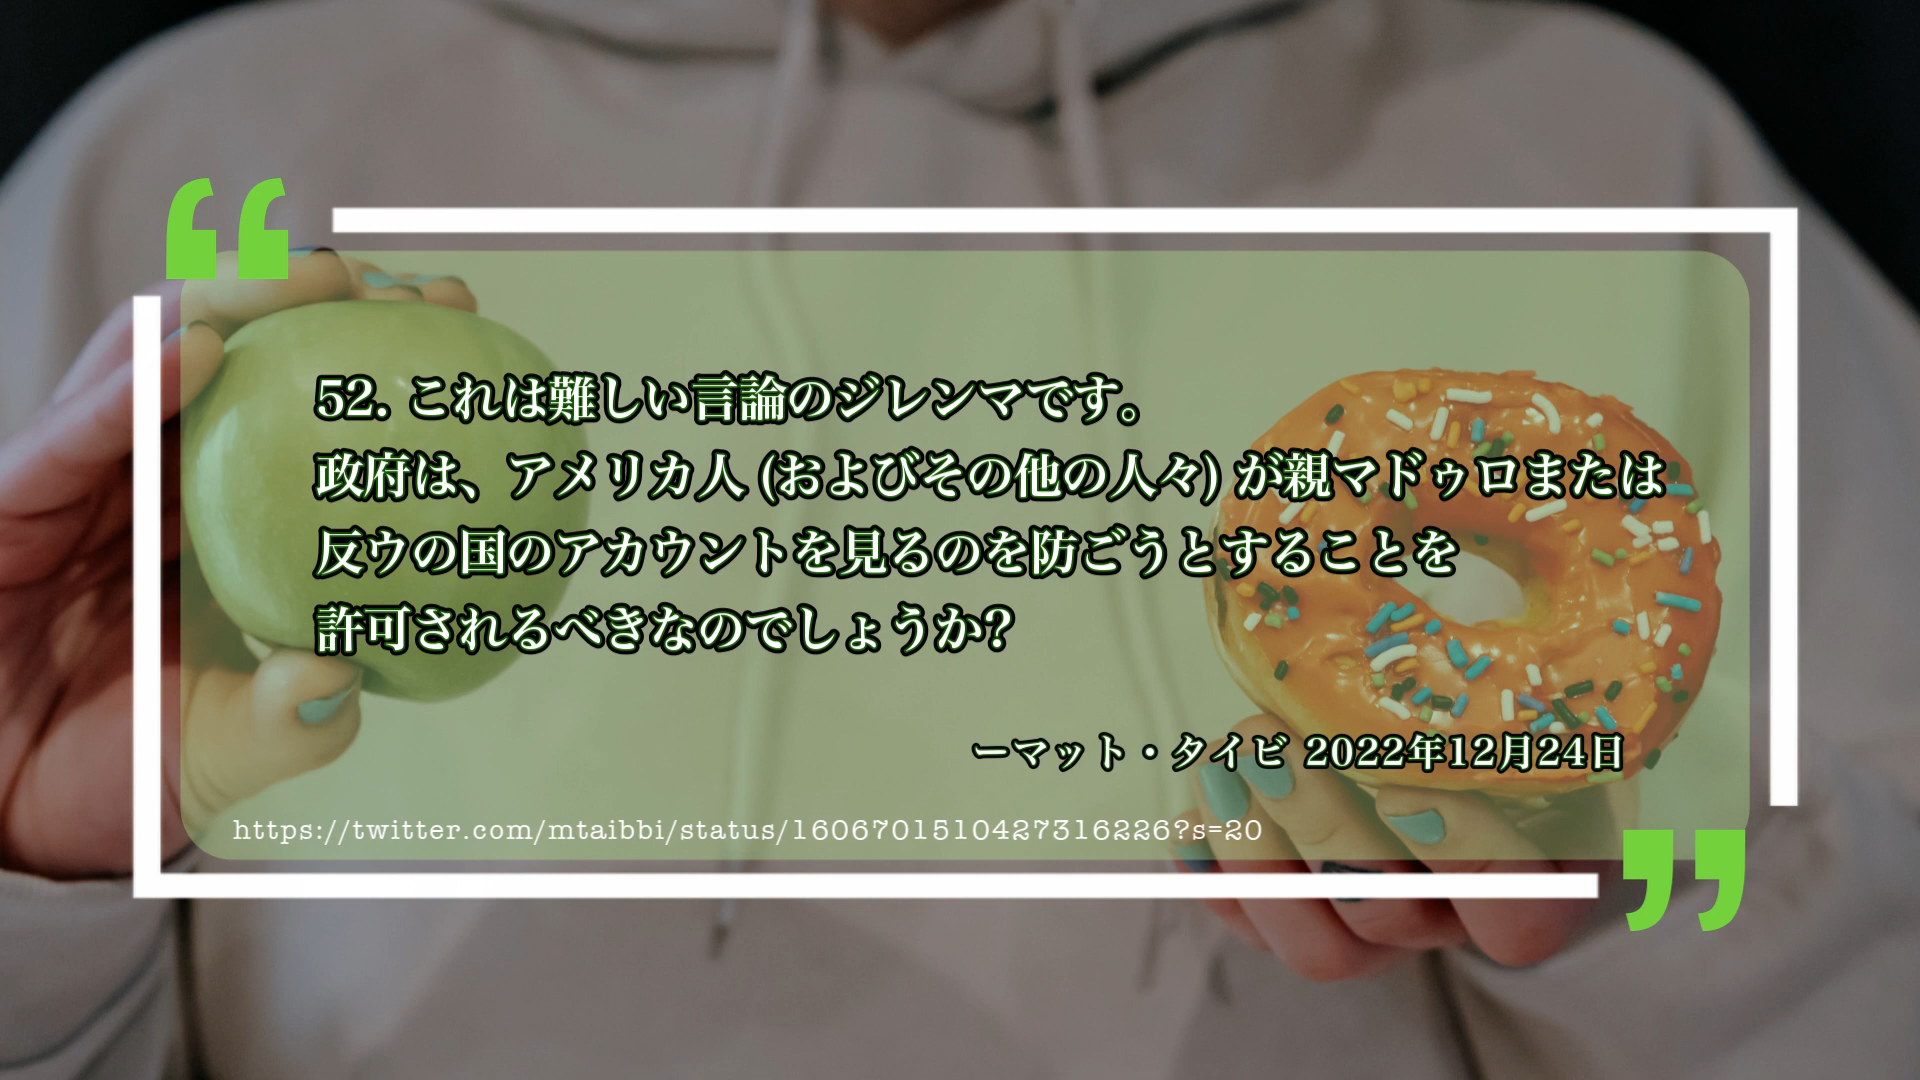 52. これは難しい言論のジレンマです。
政府は、アメリカ人 (およびその他の人々) が親マドゥロまたは
反ウの国のアカウントを見るのを防ごうとすることを
許可されるべきなのでしょうか?
ーマット・タイビ 2022年12月24日
https://twitter.com/mtaibbi/status/1606701510427316226?s=20